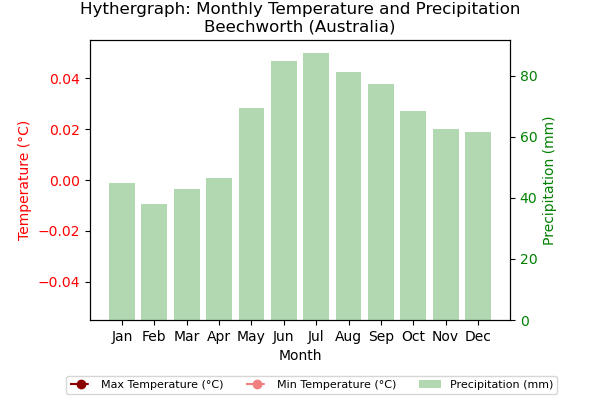 Hythergraph: Monthly Temperature and Precipitation
Beechworth (Australia)
0.04
0.02
0.00
−0.02
−0.04
Temperature (°C)
80
60
40
20
0
Precipitation (mm)
Jan Feb Mar Apr May Jun Jul Aug Sep Oct Nov Dec
Month
Max Temperature (°C) Min Temperature (°C) Precipitation (mm)